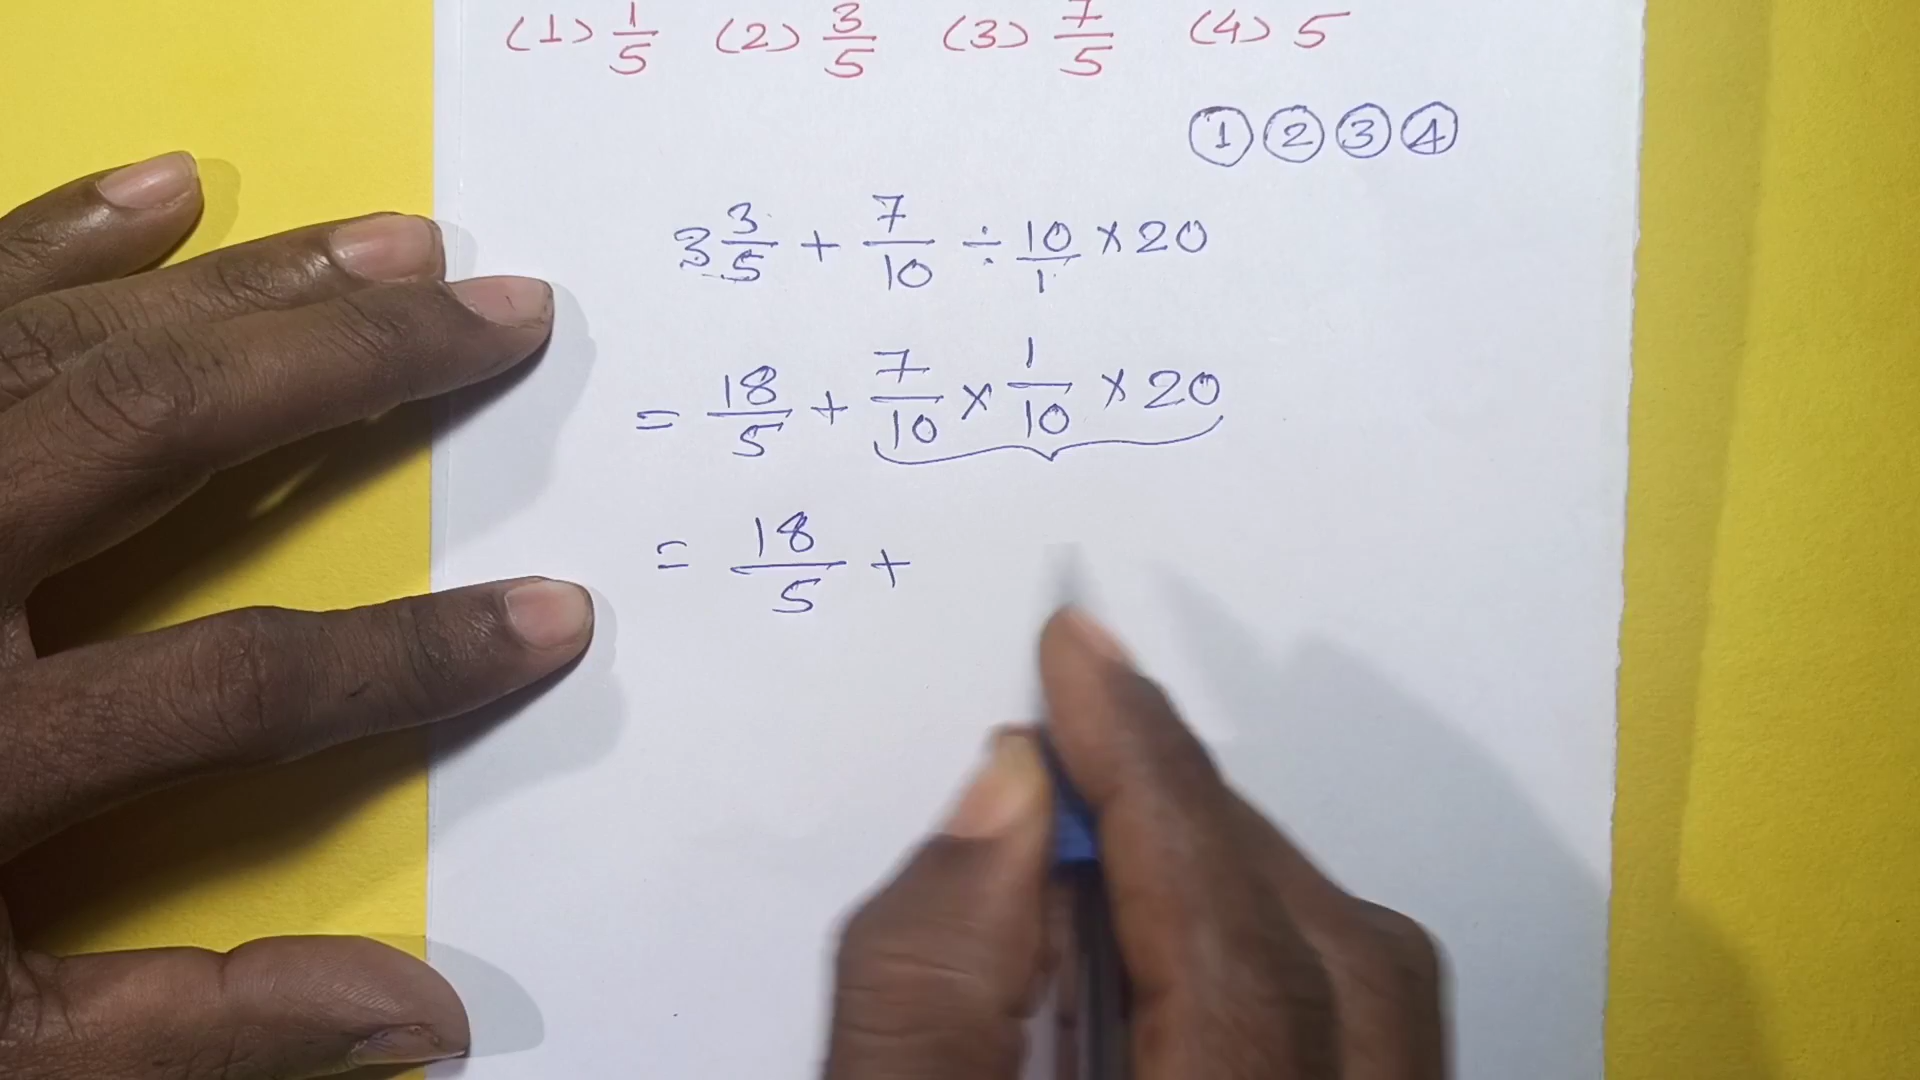 (1) 1/5 (2) 3/5 (3) 7/5 (4) 5
① ② ③ ④
3 3/5 + 7/10 ÷ 10/1 × 20
= 18/5 + 7/10 × 1/10 × 20
= 18/5 +